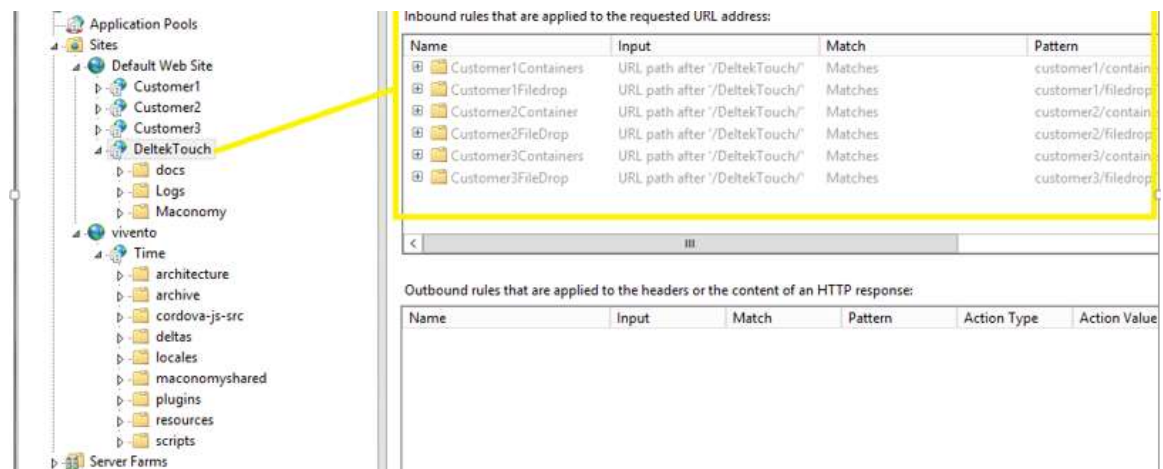 Application Pools
Sites
Default Web Site
Customer1
Customer2
Customer3
DeltekTouch
docs
Logs
Maconomy
vivento
Time
architecture
archive
cordova-js-src
deltas
locales
maconomyshared
plugins
resources
scripts
Server Farms
Inbound rules that are applied to the requested URL address:
Name Input Match Pattern
Customer1Containers URL path after '/DeltekTouch/' Matches customer1/contain
Customer1Filedrop URL path after '/DeltekTouch/' Matches customer1/filedrop
Customer2Container URL path after '/DeltekTouch/' Matches customer2/contain
Customer2FileDrop URL path after '/DeltekTouch/' Matches customer2/filedrop
Customer3Containers URL path after '/DeltekTouch/' Matches customer3/contain
Customer3FileDrop URL path after '/DeltekTouch/' Matches customer3/filedrop
Outbound rules that are applied to the headers or the content of an HTTP response:
Name Input Match Pattern Action Type Action Value